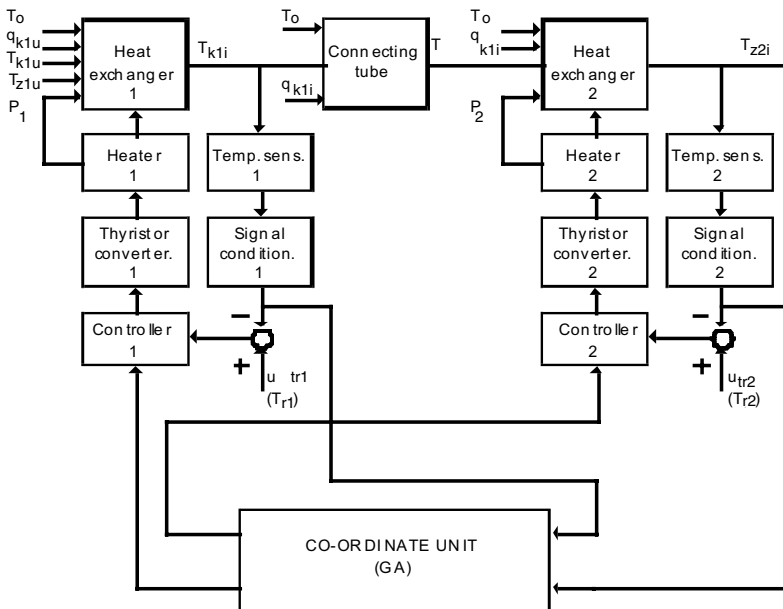 To
qk1u
Tk1u
Tz1u
P1
Heat
exchanger
1
Tk1i
To
qk1i
Connecting
tube
T
To
q
k1i
P2
Heat
exchanger
2
Tz2i
Heater
1
Temp. sens.
1
Heater
2
Temp. sens.
2
Thyristor
converter.
1
Signal
condition.
1
Thyristor
converter.
2
Signal
condition.
2
Controller
1
−
+
u tr1
(Tr1)
Controller
2
−
+
utr2
(Tr2)
CO-ORDINATE UNIT
(GA)